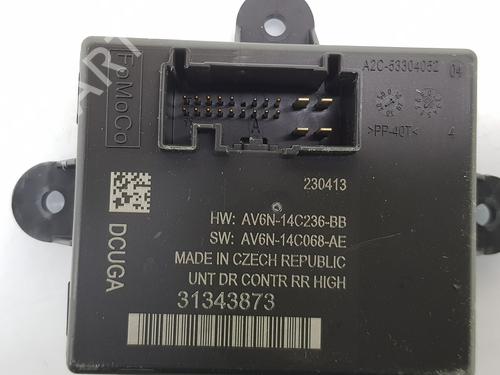 FoMoCo
A2C-53304052 04
>PP-40T< 4
230413
HW: AV6N-14C236-BB
SW: AV6N-14C068-AE
MADE IN CZECH REPUBLIC
UNT DR CONTR RR HIGH
31343873
DCUGA